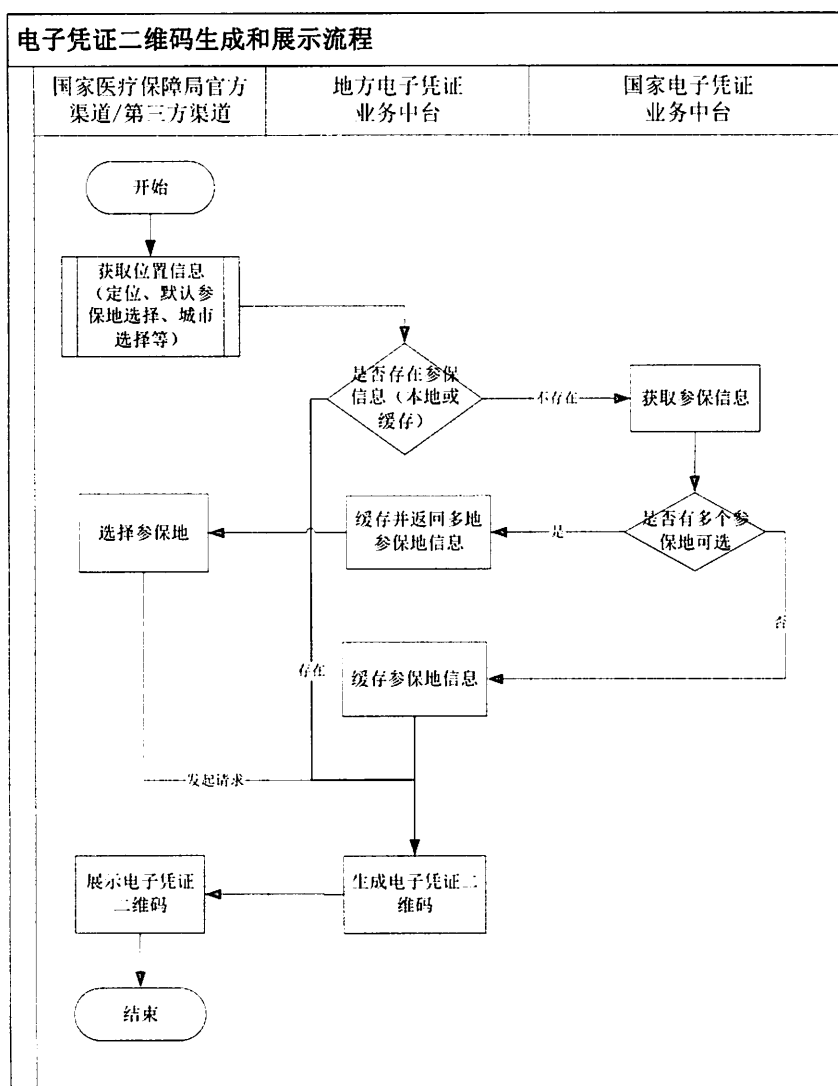 电子凭证二维码生成和展示流程
国家医疗保障局官方
渠道/第三方渠道
地方电子凭证
业务中台
国家电子凭证
业务中台
开始
获取位置信息
（定位、默认参
保地选择、城市
选择等）
是否存在参保
信息（本地或
缓存）
不存在
获取参保信息
选择参保地
缓存并返回多地
参保地信息
是
是否有多个参
保地可选
否
存在
缓存参保地信息
发起请求
展示电子凭证
二维码
生成电子凭证二
维码
结束